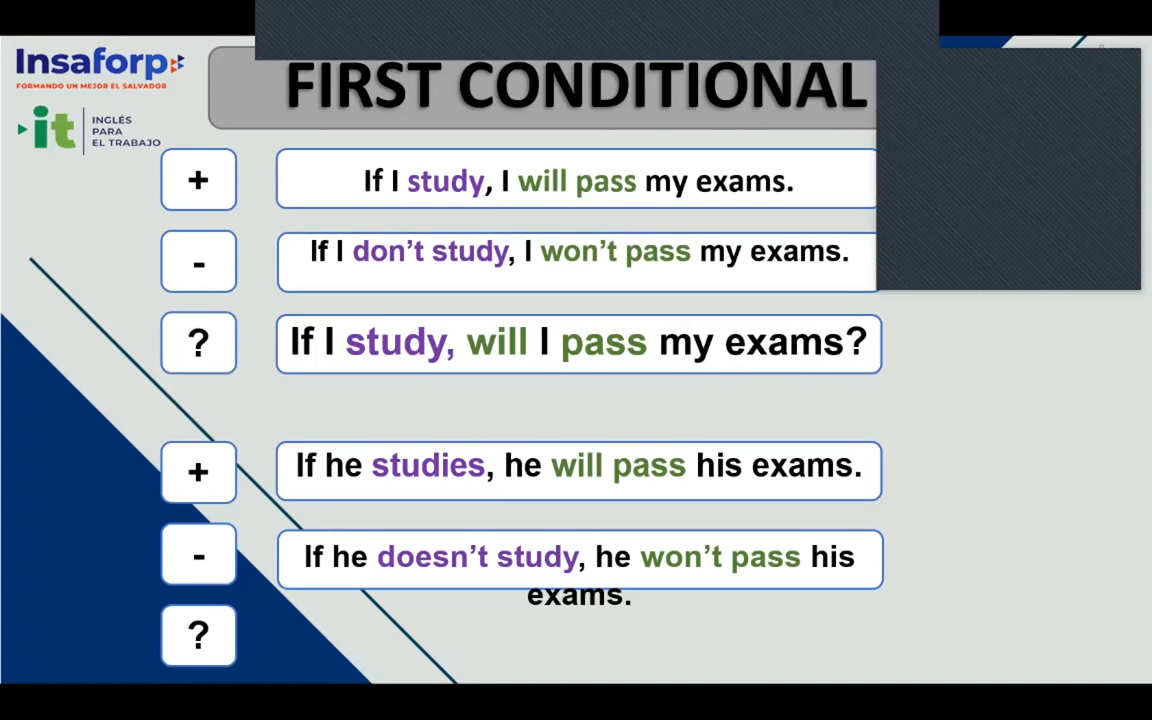 Insaforp
FORMANDO UN MEJOR EL SALVADOR
it
INGLÉS
PARA
EL TRABAJO
FIRST CONDITIONAL
+
If I study, I will pass my exams.
-
If I don’t study, I won’t pass my exams.
?
If I study, will I pass my exams?
+
If he studies, he will pass his exams.
-
If he doesn’t study, he won’t pass his
exams.
?